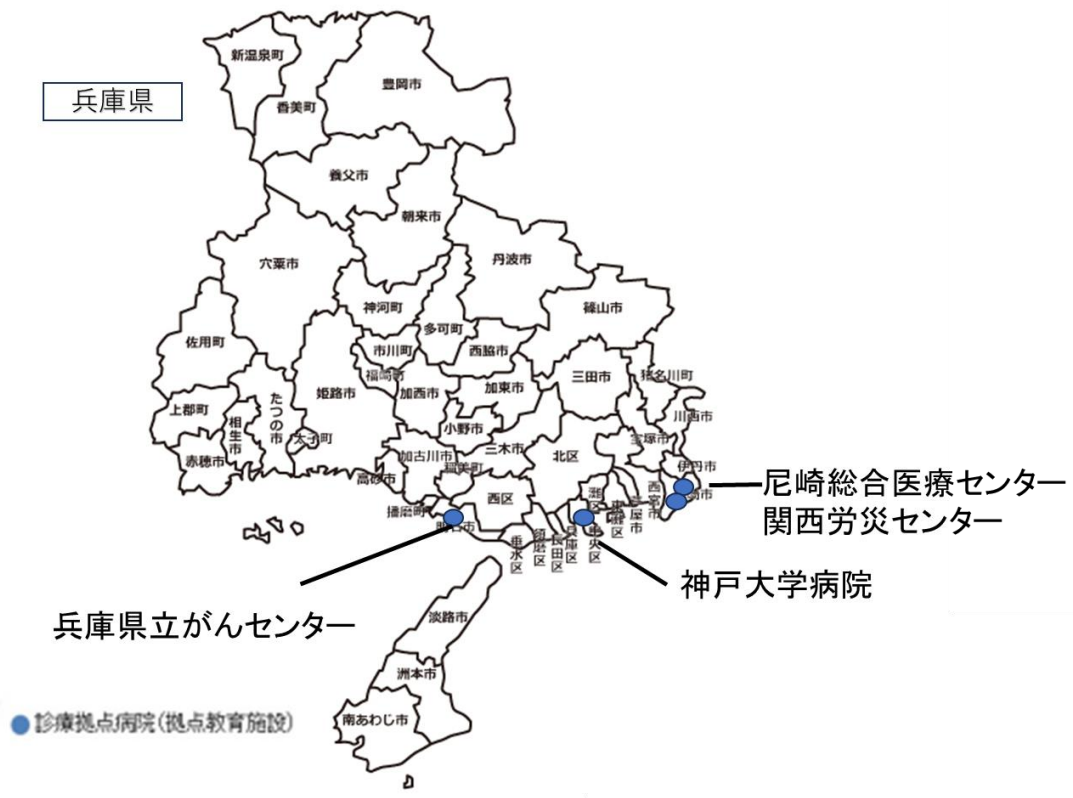 兵庫県
新温泉町
香美町
豊岡市
養父市
朝来市
穴粟市
丹波市
神河町
篠山市
多可町
佐用町
市川町
西脇市
福崎町
三田市
猪名川町
姫路市
加西市
加東市
上郡町
たつの市
川西市
相生市
小野市
太子町
宝塚市
赤穂市
加古川市
三木市
北区
稲美町
伊丹市
高砂市
西区
灘区
西宮市
播磨町
芦屋市
東灘区
明石市
垂水区
須磨区
長田区
兵庫区
中央区
尼崎総合医療センター
関西労災センター
神戸大学病院
兵庫県立がんセンター
淡路市
洲本市
南あわじ市
診療拠点病院(拠点教育施設)